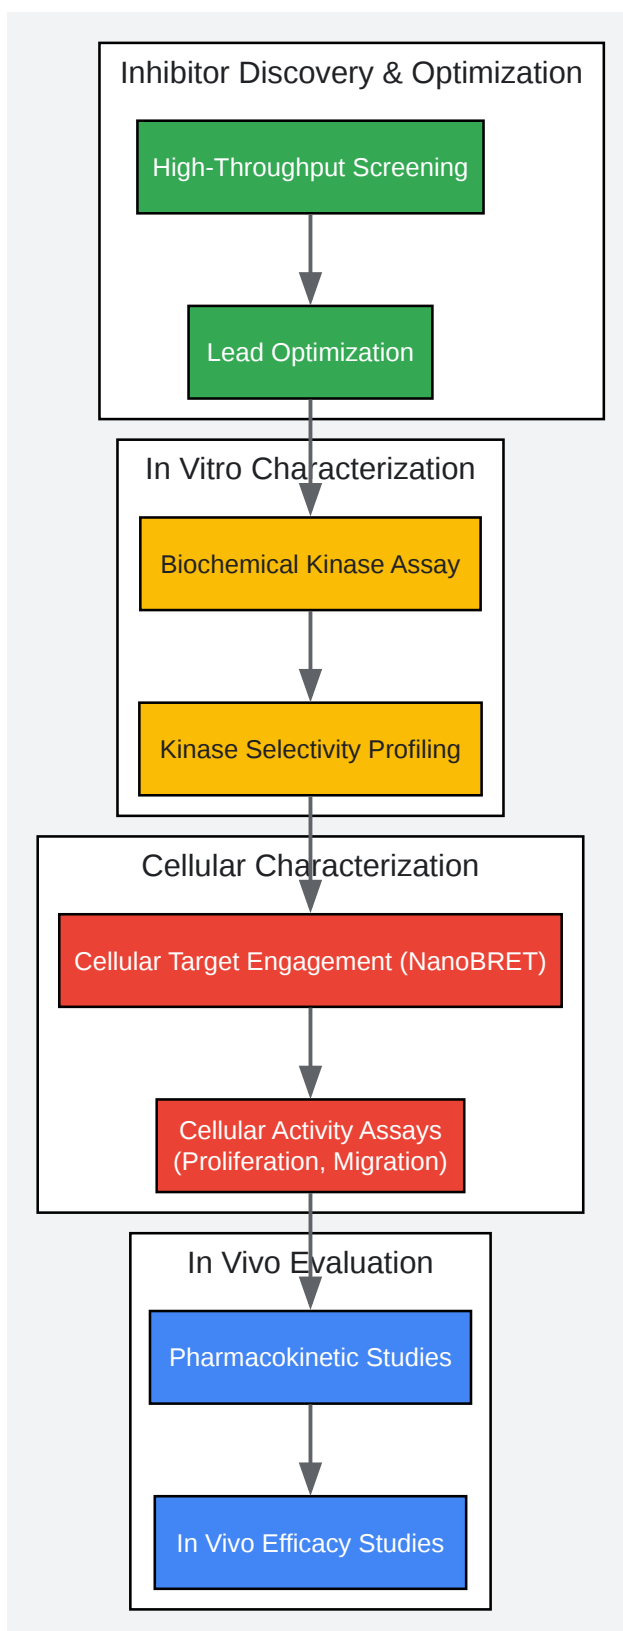 Inhibitor Discovery & Optimization
High-Throughput Screening
Lead Optimization
In Vitro Characterization
Biochemical Kinase Assay
Kinase Selectivity Profiling
Cellular Characterization
Cellular Target Engagement (NanoBRET)
Cellular Activity Assays
(Proliferation, Migration)
In Vivo Evaluation
Pharmacokinetic Studies
In Vivo Efficacy Studies